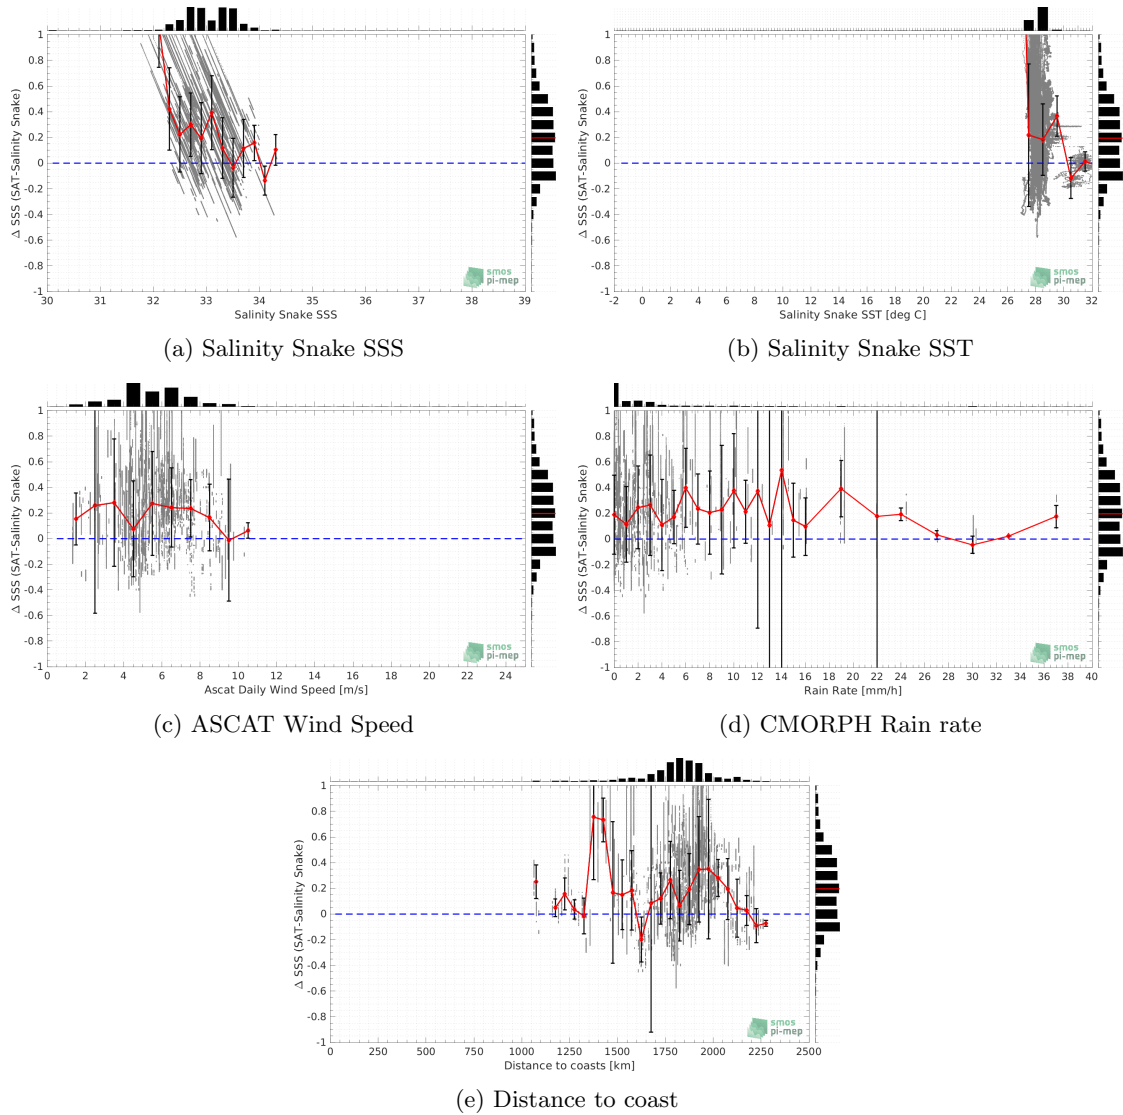 Δ SSS (SAT-Salinity Snake)
1
0.8
0.6
0.4
0.2
0
-0.2
-0.4
-0.6
-0.8
-1
30 31 32 33 34 35 36 37 38 39
Salinity Snake SSS
smos
pi-mep
(a) Salinity Snake SSS
Δ SSS (SAT-Salinity Snake)
1
0.8
0.6
0.4
0.2
0
-0.2
-0.4
-0.6
-0.8
-1
-2 0 2 4 6 8 10 12 14 16 18 20 22 24 26 28 30 32
Salinity Snake SST [deg C]
smos
pi-mep
(b) Salinity Snake SST
Δ SSS (SAT-Salinity Snake)
1
0.8
0.6
0.4
0.2
0
-0.2
-0.4
-0.6
-0.8
-1
0 2 4 6 8 10 12 14 16 18 20 22 24
Ascat Daily Wind Speed [m/s]
smos
pi-mep
(c) ASCAT Wind Speed
Δ SSS (SAT-Salinity Snake)
1
0.8
0.6
0.4
0.2
0
-0.2
-0.4
-0.6
-0.8
-1
0 2 4 6 8 10 12 14 16 18 20 22 24 26 28 30 32 34 36 38 40
Rain Rate [mm/h]
smos
pi-mep
(d) CMORPH Rain rate
Δ SSS (SAT-Salinity Snake)
1
0.8
0.6
0.4
0.2
0
-0.2
-0.4
-0.6
-0.8
-1
0 250 500 750 1000 1250 1500 1750 2000 2250 2500
Distance to coasts [km]
smos
pi-mep
(e) Distance to coast